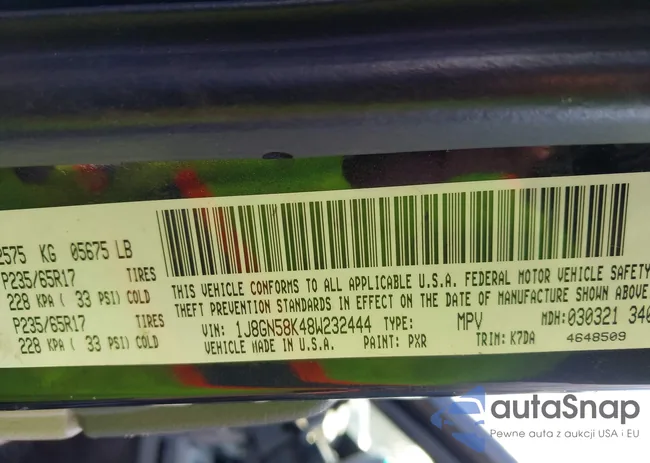 2575 KG 05675 LB
P235/65R17 TIRES
228 KPA ( 33 PSI) COLD
P235/65R17 TIRES
228 KPA ( 33 PSI) COLD
THIS VEHICLE CONFORMS TO ALL APPLICABLE U.S.A. FEDERAL MOTOR VEHICLE SAFETY
THEFT PREVENTION STANDARDS IN EFFECT ON THE DATE OF MANUFACTURE SHOWN ABOVE
VIN: 1J8GN58K48W232444 TYPE: MPV MDH:030321 340
VEHICLE MADE IN U.S.A. PAINT: PXR TRIM: K7DA 4648509
autaSnap
Pewne auta z aukcji USA i EU